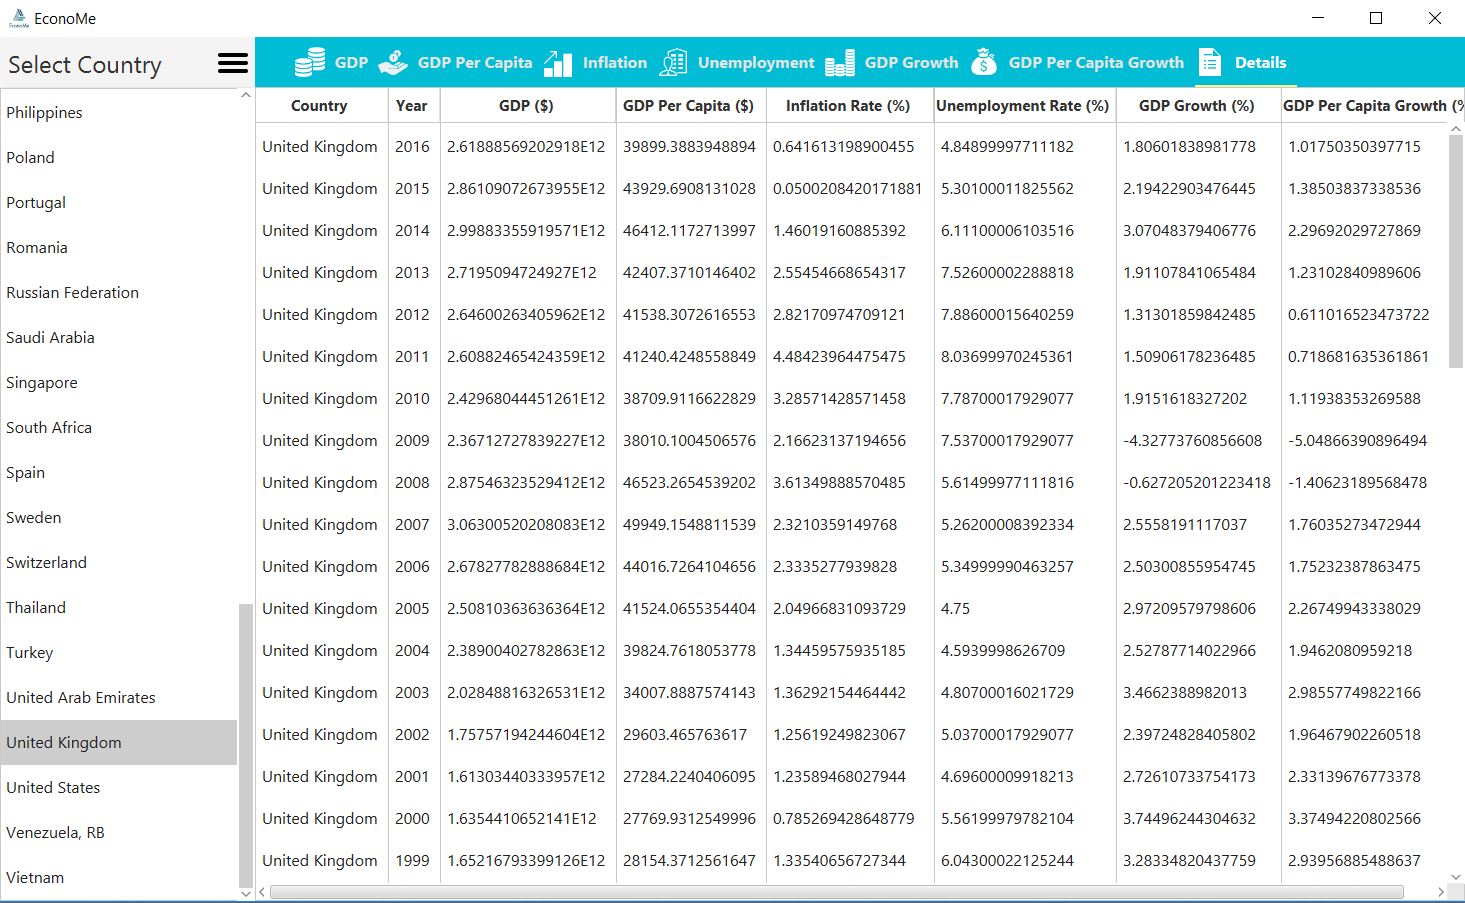 EconoMe
Select Country
GDP GDP Per Capita Inflation Unemployment GDP Growth GDP Per Capita Growth Details
Philippines
Poland
Portugal
Romania
Russian Federation
Saudi Arabia
Singapore
South Africa
Spain
Sweden
Switzerland
Thailand
Turkey
United Arab Emirates
United Kingdom
United States
Venezuela, RB
Vietnam
Country Year GDP ($) GDP Per Capita ($) Inflation Rate (%) Unemployment Rate (%) GDP Growth (%) GDP Per Capita Growth (%
United Kingdom 2016 2.61888569202918E12 39899.3883948894 0.641613198900455 4.84899997711182 1.80601838981778 1.01750350397715
United Kingdom 2015 2.86109072673955E12 43929.6908131028 0.0500208420171881 5.30100011825562 2.19422903476445 1.38503837338536
United Kingdom 2014 2.99883355919571E12 46412.1172713997 1.46019160885392 6.11100006103516 3.07048379406776 2.29692029727869
United Kingdom 2013 2.7195094724927E12 42407.3710146402 2.55454668654317 7.52600002288818 1.91107841065484 1.23102840989606
United Kingdom 2012 2.64600263405962E12 41538.3072616553 2.82170974709121 7.88600015640259 1.31301859842485 0.611016523473722
United Kingdom 2011 2.60882465424359E12 41240.4248558849 4.48423964475475 8.03699970245361 1.50906178236485 0.718681635361861
United Kingdom 2010 2.42968044451261E12 38709.9116622829 3.28571428571458 7.78700017929077 1.9151618327202 1.11938353269588
United Kingdom 2009 2.36712727839227E12 38010.1004506576 2.16623137194656 7.53700017929077 -4.32773760856608 -5.04866390896494
United Kingdom 2008 2.87546323529412E12 46523.2654539202 3.61349888570485 5.61499977111816 -0.627205201223418 -1.40623189568478
United Kingdom 2007 3.06300520208083E12 49949.1548811539 2.3210359149768 5.26200008392334 2.5558191117037 1.76035273472944
United Kingdom 2006 2.67827782888684E12 44016.7264104656 2.3335277939828 5.34999990463257 2.50300855954745 1.75232387863475
United Kingdom 2005 2.50810363636364E12 41524.0655354404 2.04966831093729 4.75 2.97209579798606 2.26749943338029
United Kingdom 2004 2.38900402782863E12 39824.7618053778 1.34459575935185 4.5939998626709 2.52787714022966 1.9462080959218
United Kingdom 2003 2.02848816326531E12 34007.8887574143 1.36292154464442 4.80700016021729 3.4662388982013 2.98557749822166
United Kingdom 2002 1.75757194244604E12 29603.465763617 1.25619249823067 5.03700017929077 2.39724828405802 1.96467902260518
United Kingdom 2001 1.61303440333957E12 27284.2240406095 1.23589468027944 4.69600009918213 2.72610733754173 2.33139676773378
United Kingdom 2000 1.6354410652141E12 27769.9312549996 0.785269428648779 5.56199979782104 3.74496244304632 3.37494220802566
United Kingdom 1999 1.65216793399126E12 28154.3712561647 1.33540656727344 6.04300022125244 3.28334820437759 2.93956885488637